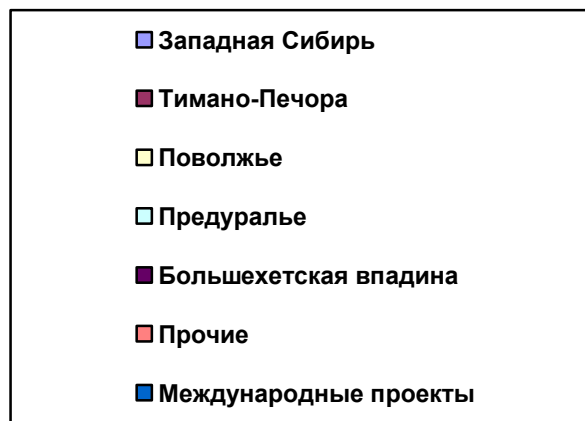 Западная Сибирь
Тимано-Печора
Поволжье
Предуралье
Большехетская впадина
Прочие
Международные проекты